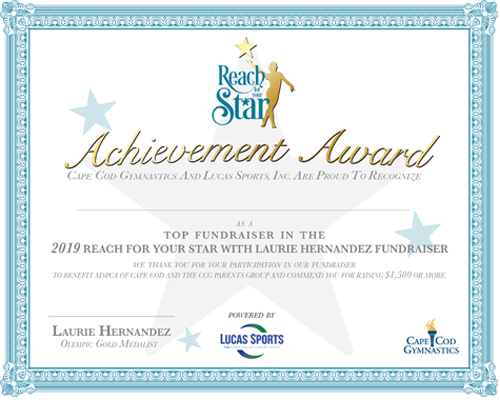 Reach
for
your
Star
Achievement Award
CAPE COD GYMNASTICS AND LUCAS SPORTS, INC. ARE PROUD TO RECOGNIZE
AS A
TOP FUNDRAISER IN THE
2019 REACH FOR YOUR STAR WITH LAURIE HERNANDEZ FUNDRAISER
WE THANK YOU FOR YOUR PARTICIPATION IN OUR FUNDRAISER
TO BENEFIT MSPCA OF CAPE COD AND THE CCG PARENTS GROUP AND COMMEND YOU FOR RAISING $1,500 OR MORE.
LAURIE HERNANDEZ
OLYMPIC GOLD MEDALIST
POWERED BY
LUCAS SPORTS
CAPE COD
GYMNASTICS